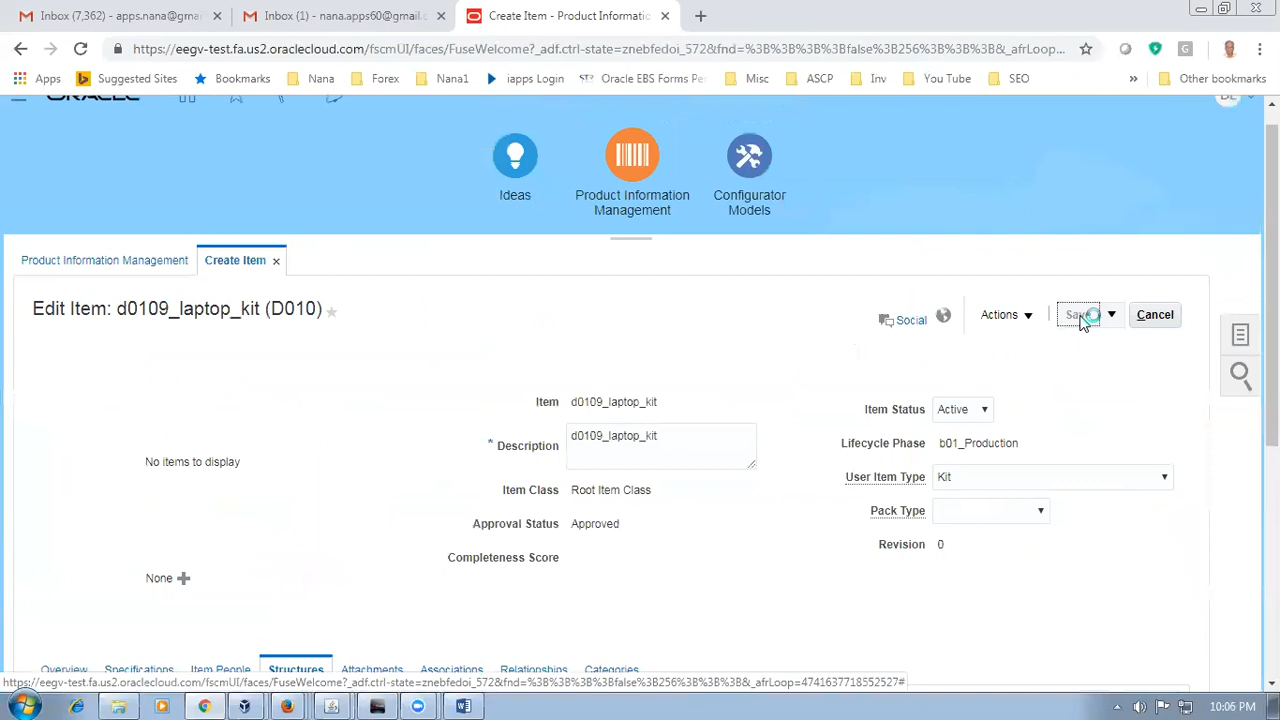 Inbox (7,362) - apps.nana@gmai
Inbox (1) - nana.apps60@gmail.c
Create Item - Product Informatio
https://eegv-test.fa.us2.oraclecloud.com/fscmUI/faces/FuseWelcome?_adf.ctrl-state=znebfedoi_572&fnd=%3B%3B%3B%3Bfalse%3B256%3B%3B%3B&_afrLoop...
Apps
Suggested Sites
Bookmarks
Nana
Forex
Nana1
iapps Login
Oracle EBS Forms Per
Misc
ASCP
Inv
You Tube
SEO
»
Other bookmarks
ORACLE
Ideas
Product Information
Management
Configurator
Models
Product Information Management
Create Item
Edit Item: d0109_laptop_kit (D010)
Social
Actions
Save
Cancel
Item d0109_laptop_kit
* Description d0109_laptop_kit
Item Class Root Item Class
Approval Status Approved
Completeness Score
Item Status Active
Lifecycle Phase b01_Production
User Item Type Kit
Pack Type
Revision 0
No items to display
None
Overview
Specifications
Item People
Structures
Attachments
Associations
Relationships
Categories
https://eegv-test.fa.us2.oraclecloud.com/fscmUI/faces/FuseWelcome?_adf.ctrl-state=znebfedoi_572&fnd=%3B%3B%3B%3Bfalse%3B256%3B%3B%3B&_afrLoop=4741637718552527#
10:06 PM